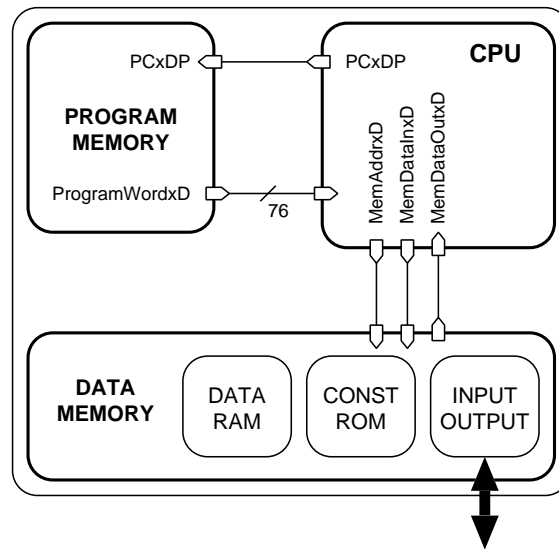 PCxDP
PCxDP
CPU
PROGRAM
MEMORY
ProgramWordxD
76
MemAddrxD
MemDataInxD
MemDataOutxD
DATA
MEMORY
DATA
RAM
CONST
ROM
INPUT
OUTPUT